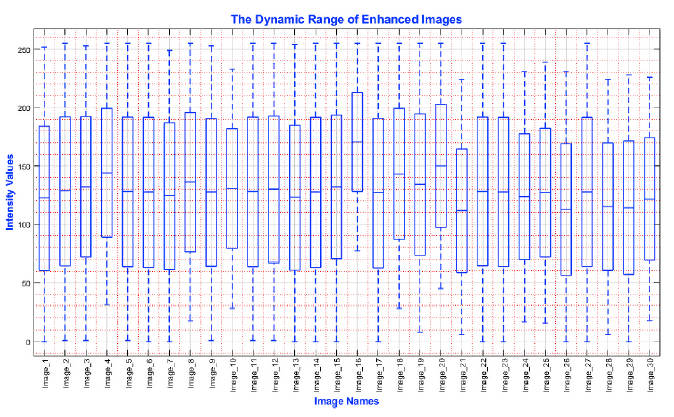 The Dynamic Range of Enhanced Images
Intensity Values
250
200
150
100
50
0
Image_1
Image_2
Image_3
Image_4
Image_5
Image_6
Image_7
Image_8
Image_9
Image_10
Image_11
Image_12
Image_13
Image_14
Image_15
Image_16
Image_17
Image_18
Image_19
Image_20
Image_21
Image_22
Image_23
Image_24
Image_25
Image_26
Image_27
Image_28
Image_29
Image_30
Image Names